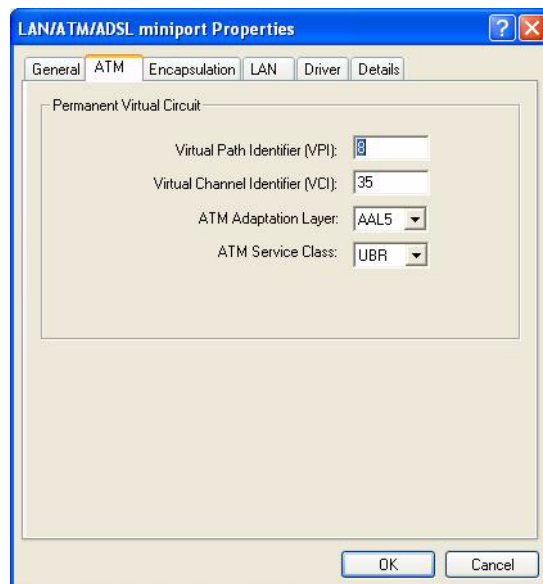 LAN/ATM/ADSL miniport Properties
General ATM Encapsulation LAN Driver Details
Permanent Virtual Circuit
Virtual Path Identifier (VPI): 8
Virtual Channel Identifier (VCI): 35
ATM Adaptation Layer: AAL5
ATM Service Class: UBR
OK Cancel